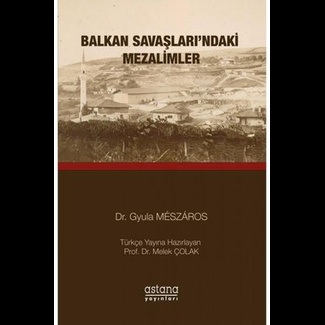 BALKAN SAVAŞLARI'NDAKİ
MEZALİMLER
Dr. Gyula MÉSZÁROS
Türkçe Yayına Hazırlayan
Prof. Dr. Melek ÇOLAK
astana
yayınları